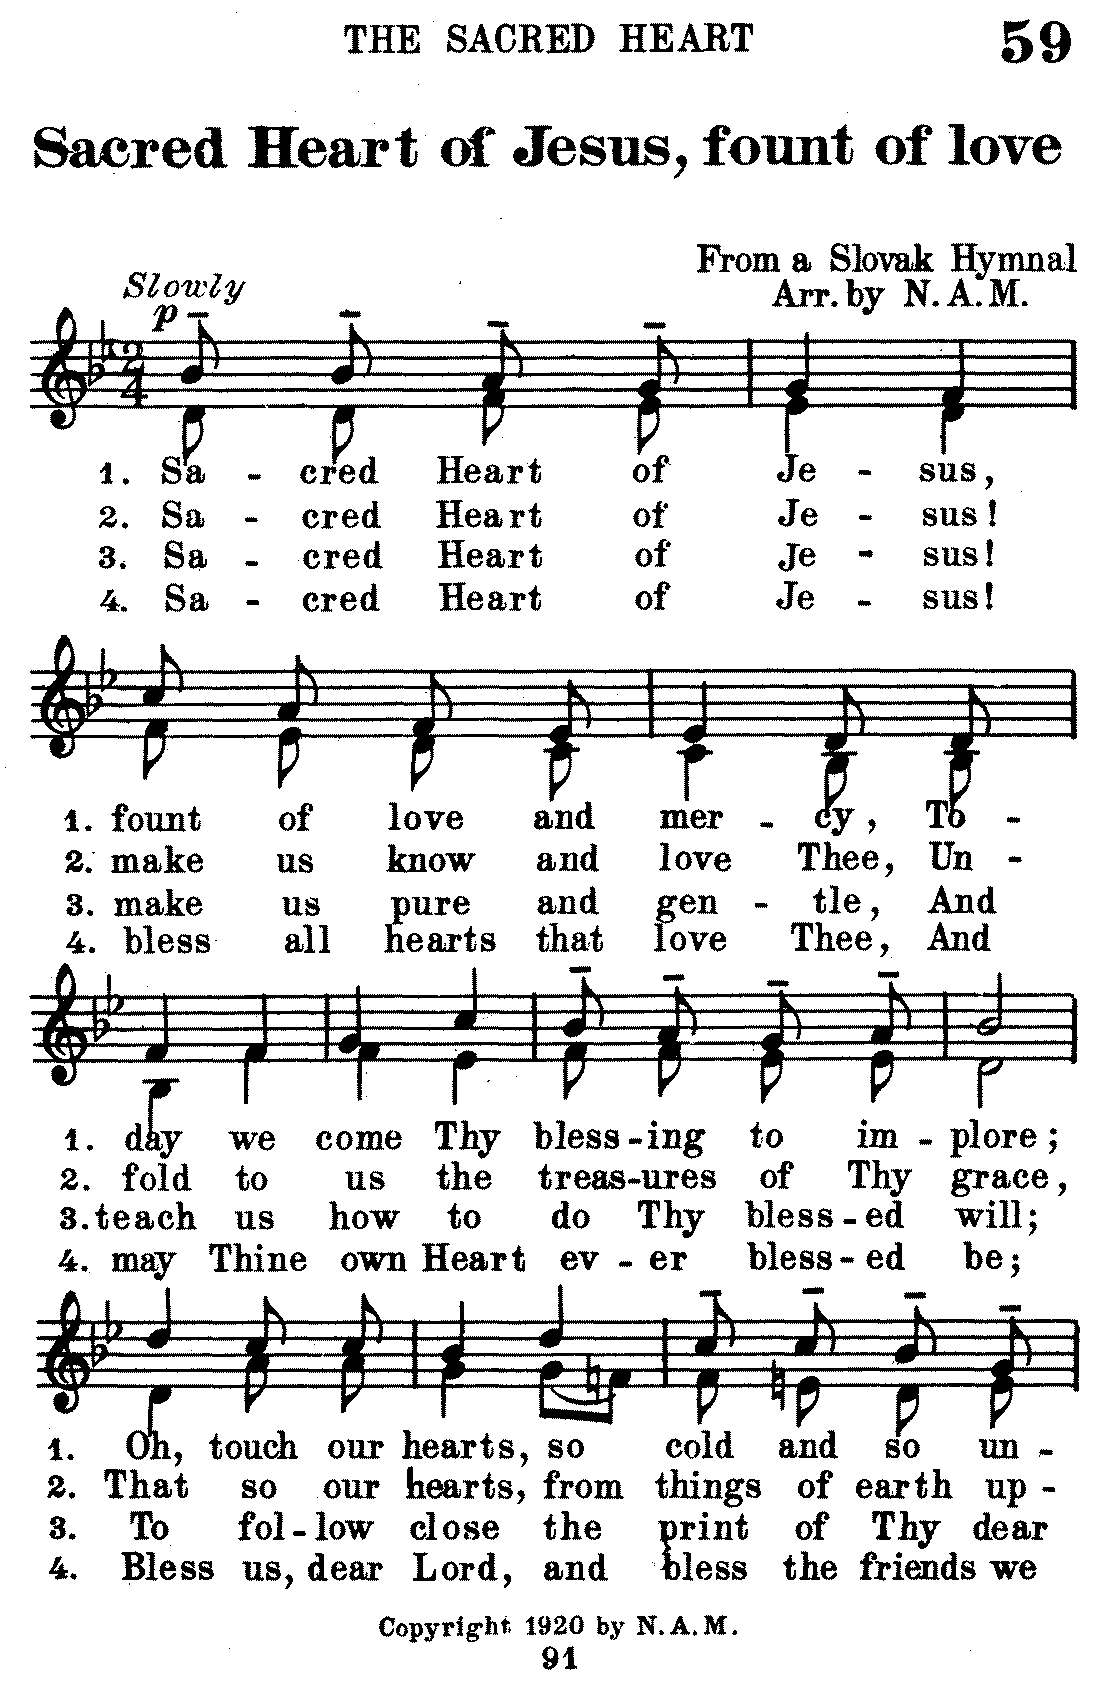 THE SACRED HEART 59
Sacred Heart of Jesus, fount of love
From a Slovak Hymnal
Slowly
Arr. by N. A. M.
p
2
4
1. Sa - cred Heart of Je - sus,
2. Sa - cred Heart of Je - sus!
3. Sa - cred Heart of Je - sus!
4. Sa - cred Heart of Je - sus!
1. fount of love and mer - cy, To -
2. make us know and love Thee, Un -
3. make us pure and gen - tle, And
4. bless all hearts that love Thee, And
1. day we come Thy bless - ing to im - plore;
2. fold to us the treas - ures of Thy grace,
3. teach us how to do Thy bless - ed will;
4. may Thine own Heart ev - er bless - ed be;
1. Oh, touch our hearts, so cold and so un -
2. That so our hearts, from things of earth up -
3. To fol - low close the print of Thy dear
4. Bless us, dear Lord, and bless the friends we
Copyright 1920 by N. A. M.
91